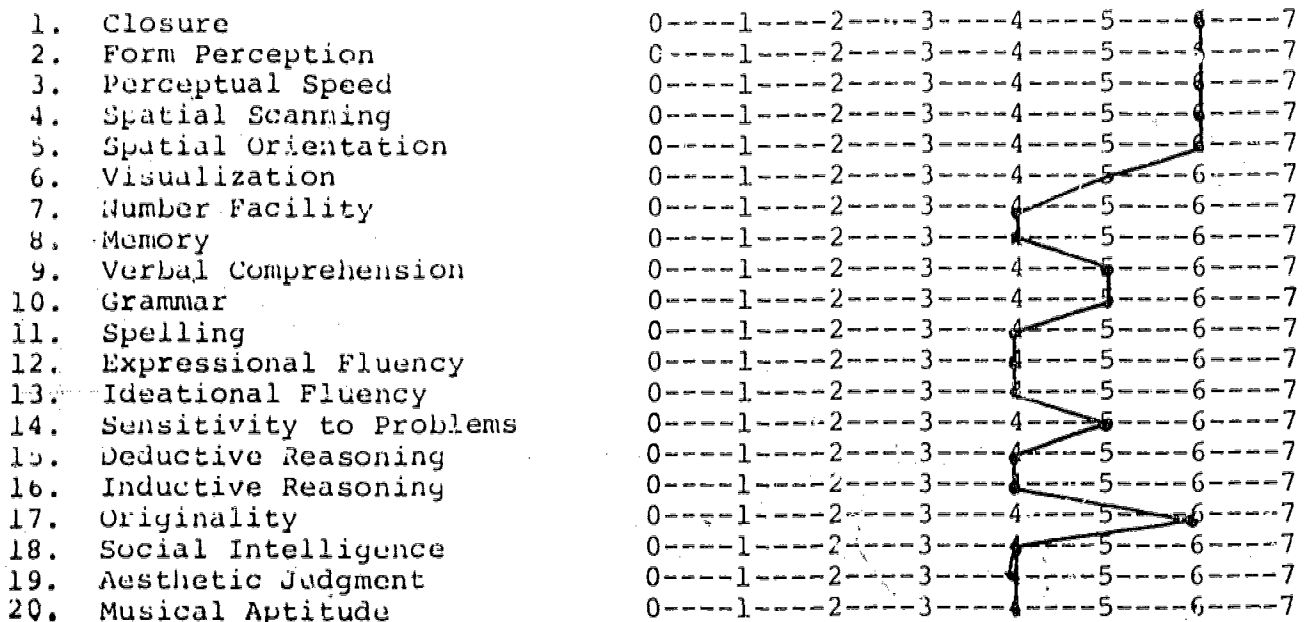 1. Closure 0----1----2----3----4----5----6----7
2. Form Perception 0----1----2----3----4----5----6----7
3. Perceptual Speed 0----1----2----3----4----5----6----7
4. Spatial Scanning 0----1----2----3----4----5----6----7
5. Spatial Orientation 0----1----2----3----4----5----6----7
6. Visualization 0----1----2----3----4----5----6----7
7. Number Facility 0----1----2----3----4----5----6----7
8. Memory 0----1----2----3----4----5----6----7
9. Verbal Comprehension 0----1----2----3----4----5----6----7
10. Grammar 0----1----2----3----4----5----6----7
11. Spelling 0----1----2----3----4----5----6----7
12. Expressional Fluency 0----1----2----3----4----5----6----7
13. Ideational Fluency 0----1----2----3----4----5----6----7
14. Sensitivity to Problems 0----1----2----3----4----5----6----7
15. Deductive Reasoning 0----1----2----3----4----5----6----7
16. Inductive Reasoning 0----1----2----3----4----5----6----7
17. Originality 0----1----2----3----4----5----6----7
18. Social Intelligence 0----1----2----3----4----5----6----7
19. Aesthetic Judgment 0----1----2----3----4----5----6----7
20. Musical Aptitude 0----1----2----3----4----5----6----7